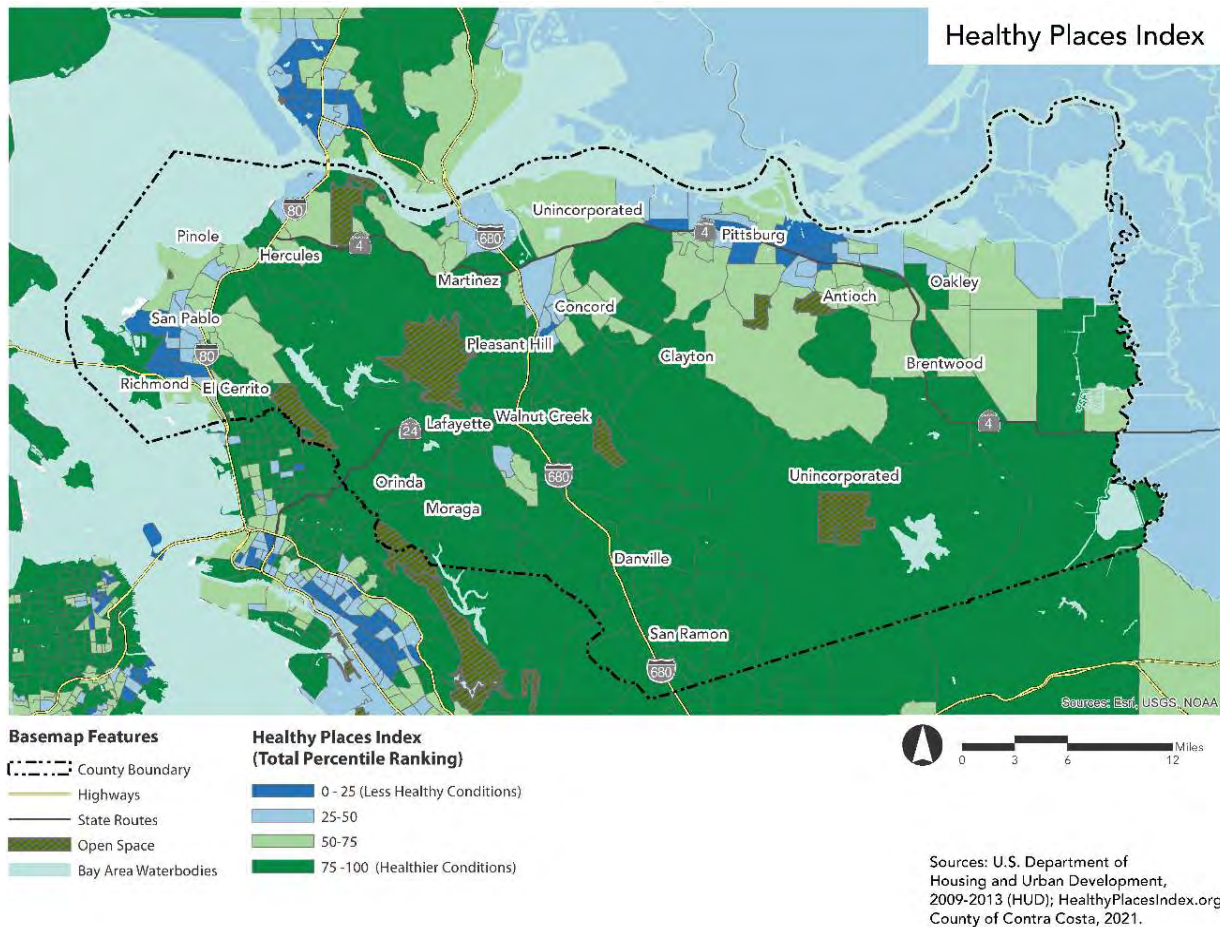 Healthy Places Index
Unincorporated
80
Pinole
4
680
4
Pittsburg
Hercules
Martinez
Oakley
Antioch
San Pablo
Concord
80
Pleasant Hill
Clayton
Brentwood
Richmond
El Cerrito
Walnut Creek
Lafayette
24
4
680
Unincorporated
Orinda
Moraga
Danville
San Ramon
680
Sources: Esri, USGS, NOAA
Basemap Features
County Boundary
Highways
State Routes
Open Space
Bay Area Waterbodies
Healthy Places Index
(Total Percentile Ranking)
0 - 25 (Less Healthy Conditions)
25-50
50-75
75 -100 (Healthier Conditions)
Miles
0 3 6 12
Sources: U.S. Department of
Housing and Urban Development,
2009-2013 (HUD); HealthyPlacesIndex.org
County of Contra Costa, 2021.